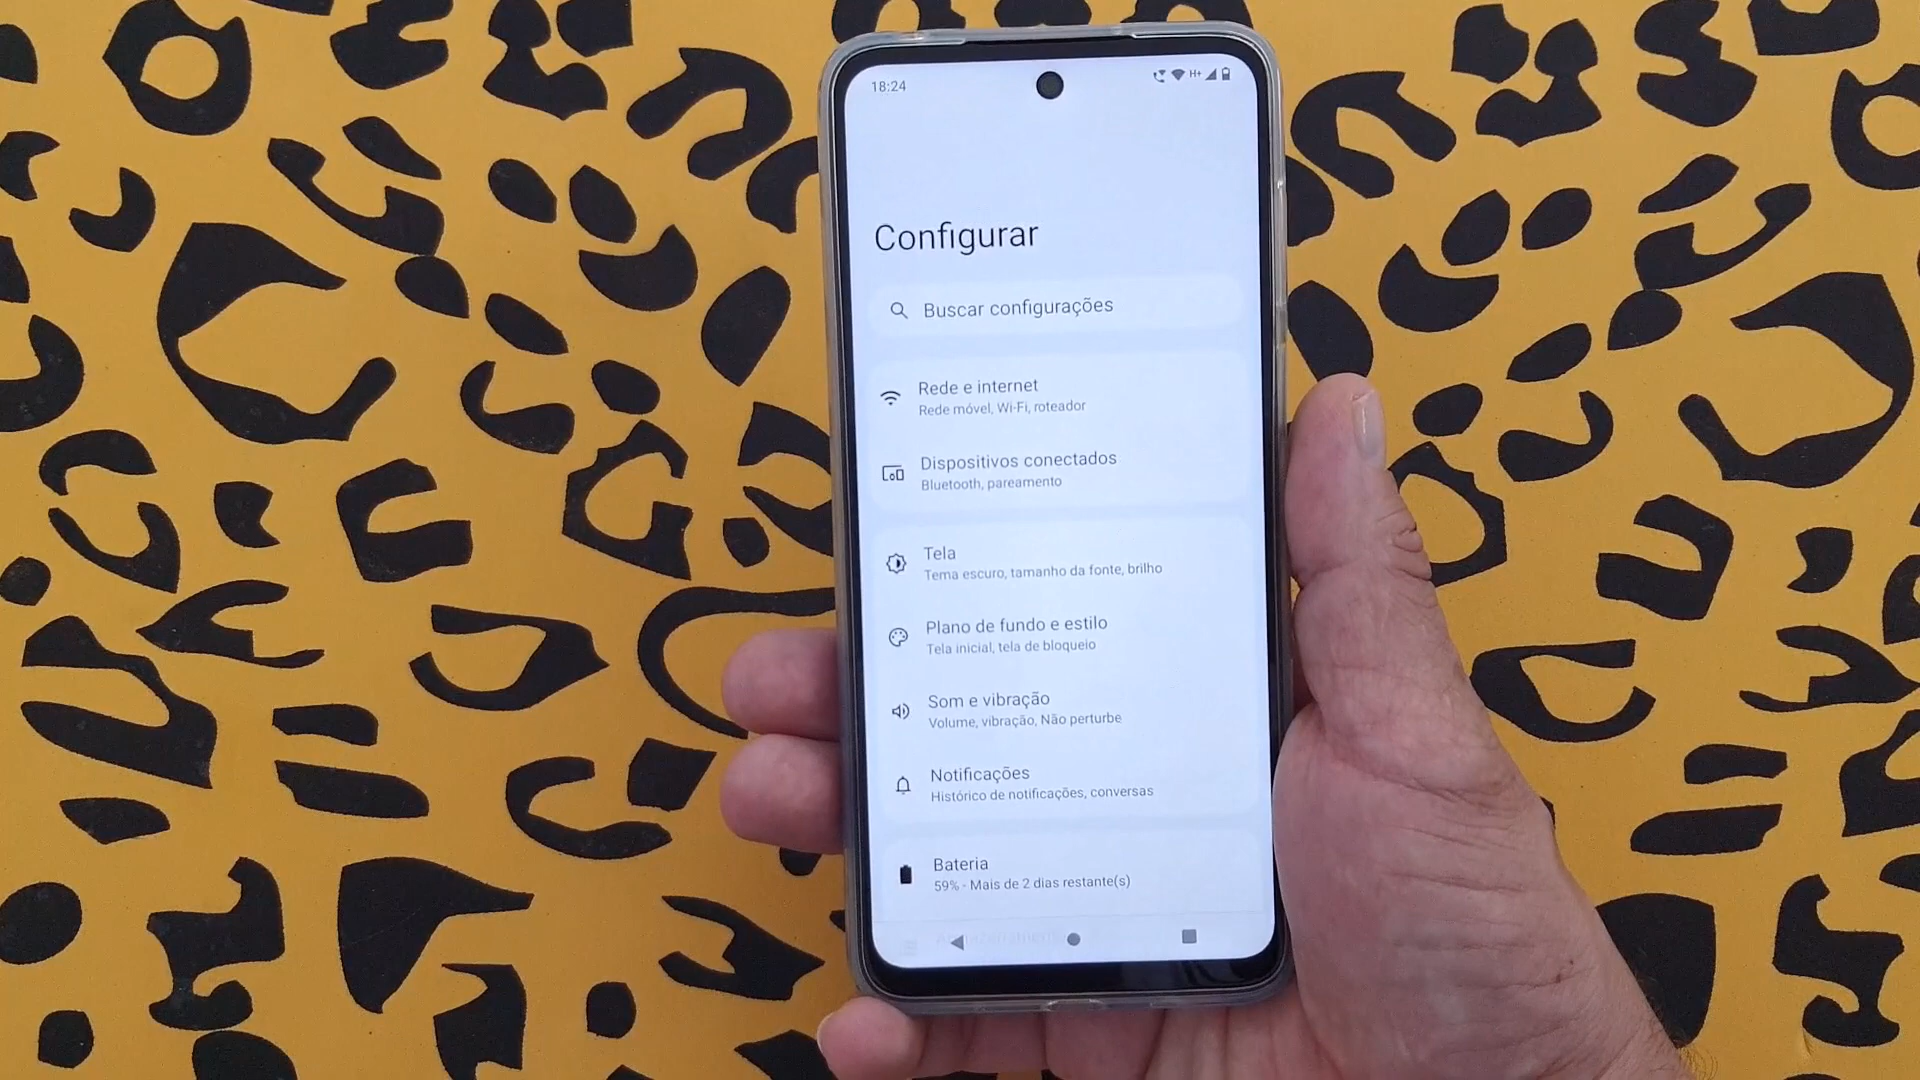 18:24
H+
Configurar
Buscar configurações
Rede e internet
Rede móvel, Wi-Fi, roteador
Dispositivos conectados
Bluetooth, pareamento
Tela
Tema escuro, tamanho da fonte, brilho
Plano de fundo e estilo
Tela inicial, tela de bloqueio
Som e vibração
Volume, vibração, Não perturbe
Notificações
Histórico de notificações, conversas
Bateria
59% - Mais de 2 dias restante(s)